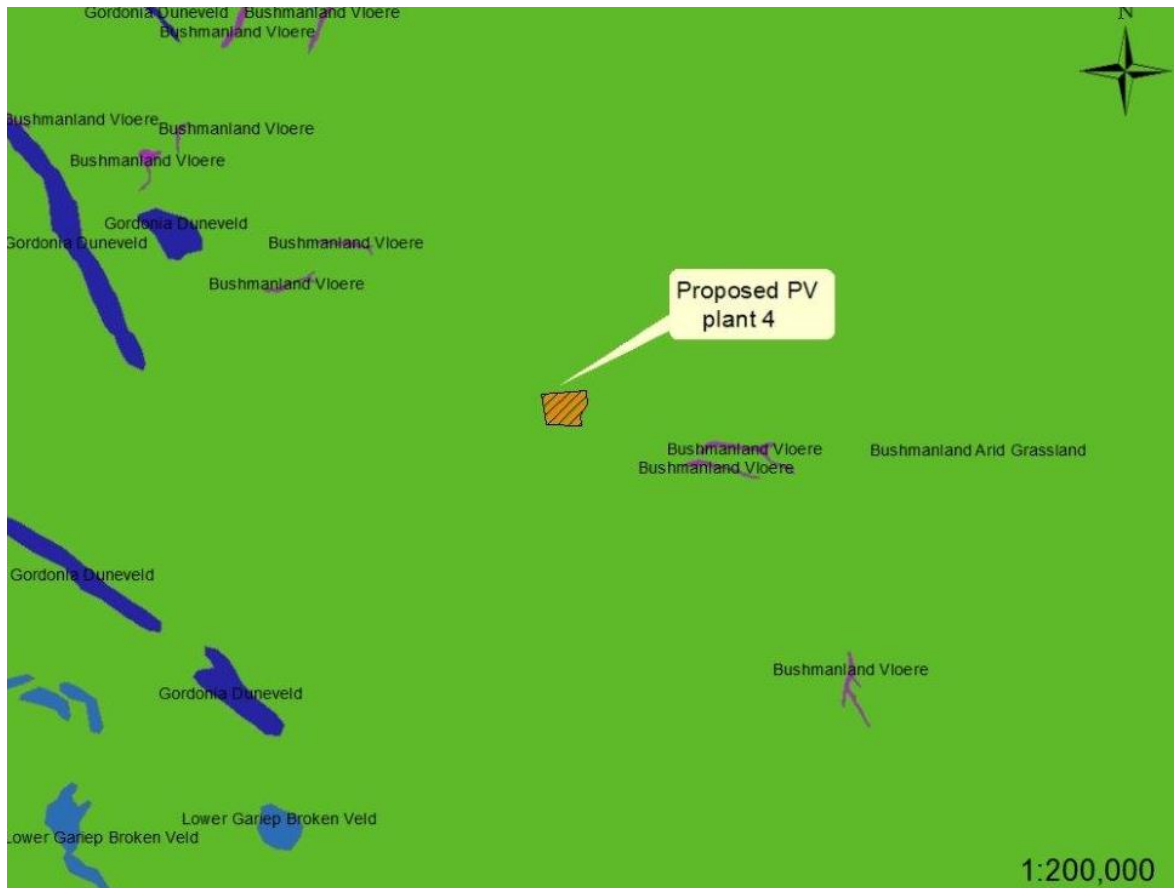 Gordonia Duneveld
Bushmanland Vloere
N
Bushmanland Vloere
Bushmanland Vloere
Bushmanland Vloere
Bushmanland Vloere
Gordonia Duneveld
Gordonia Duneveld
Bushmanland Vloere
Bushmanland Vloere
Proposed PV
plant 4
Bushmanland Vloere
Bushmanland Arid Grassland
Bushmanland Vloere
Gordonia Duneveld
Bushmanland Vloere
Gordonia Duneveld
Lower Gariep Broken Veld
Lower Gariep Broken Veld
1:200,000